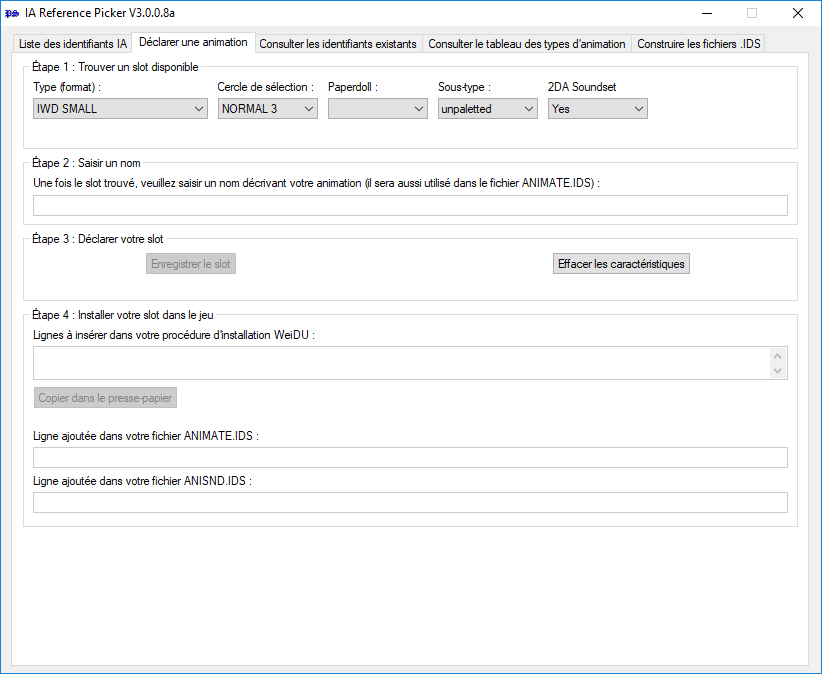 IA Reference Picker V3.0.0.8a
Liste des identifiants IA
Déclarer une animation
Consulter les identifiants existants
Consulter le tableau des types d'animation
Construire les fichiers .IDS
Étape 1 : Trouver un slot disponible
Type (format) :
Cercle de sélection :
Paperdoll :
Sous-type :
2DA Soundset
IWD SMALL
NORMAL 3
unpaletted
Yes
Étape 2 : Saisir un nom
Une fois le slot trouvé, veuillez saisir un nom décrivant votre animation (il sera aussi utilisé dans le fichier ANIMATE.IDS) :
Étape 3 : Déclarer votre slot
Enregistrer le slot
Effacer les caractéristiques
Étape 4 : Installer votre slot dans le jeu
Lignes à insérer dans votre procédure d'installation WeiDU :
Copier dans le presse-papier
Ligne ajoutée dans votre fichier ANIMATE.IDS :
Ligne ajoutée dans votre fichier ANISND.IDS :